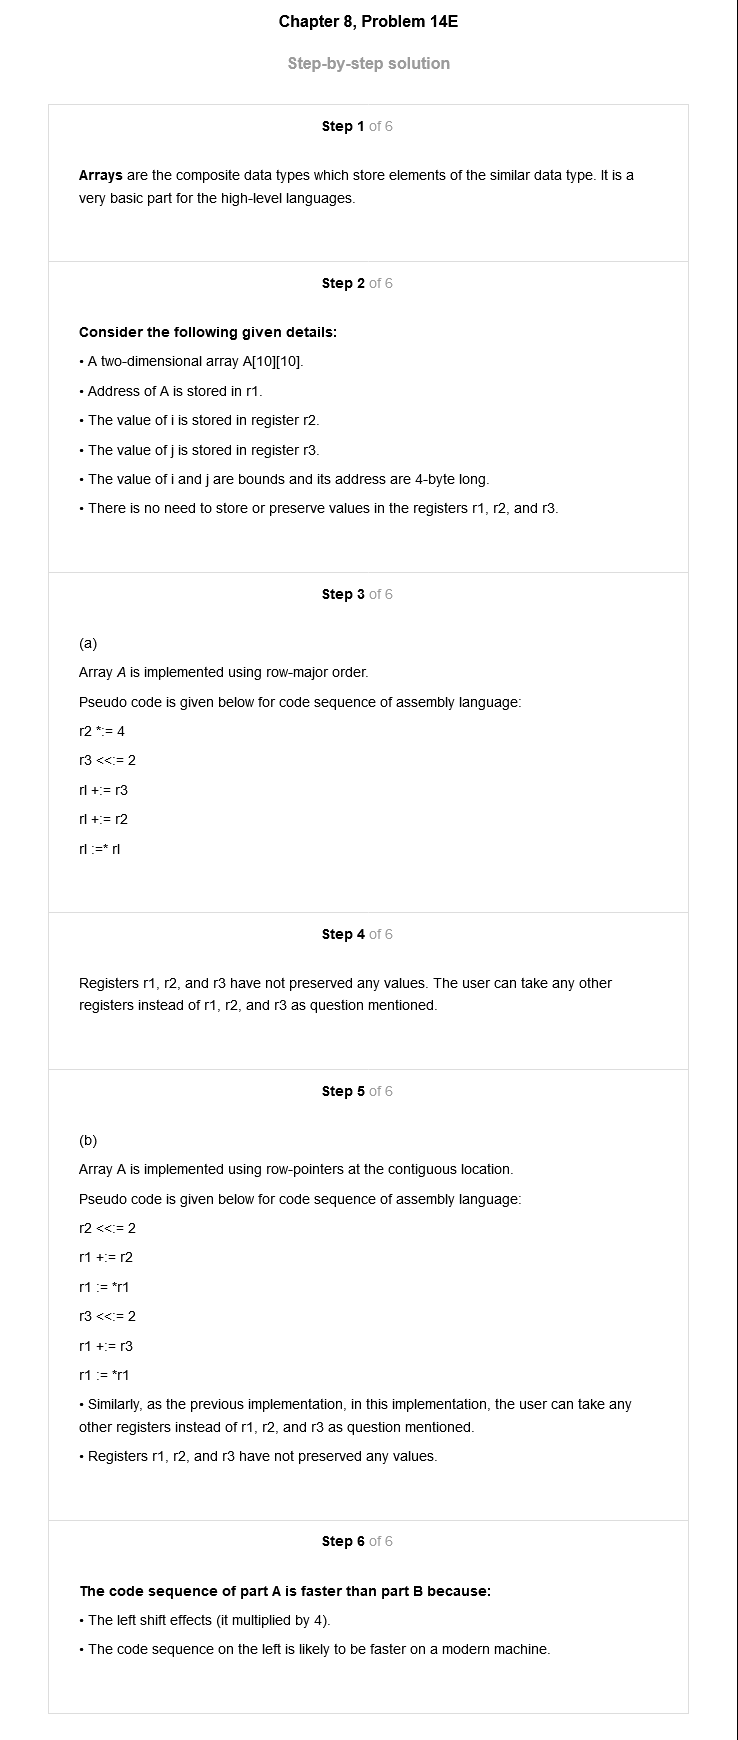 Chapter 8, Problem 14E
Step-by-step solution
Step 1 of 6
Arrays are the composite data types which store elements of the similar data type. It is a
very basic part for the high-level languages.
Step 2 of 6
Consider the following given details:
• A two-dimensional array A[10][10].
• Address of A is stored in r1.
• The value of i is stored in register r2.
• The value of j is stored in register r3.
• The value of i and j are bounds and its address are 4-byte long.
• There is no need to store or preserve values in the registers r1, r2, and r3.
Step 3 of 6
(a)
Array A is implemented using row-major order.
Pseudo code is given below for code sequence of assembly language:
r2 *:= 4
r3 <<:= 2
rl +:= r3
rl +:= r2
rl :=* rl
Step 4 of 6
Registers r1, r2, and r3 have not preserved any values. The user can take any other
registers instead of r1, r2, and r3 as question mentioned.
Step 5 of 6
(b)
Array A is implemented using row-pointers at the contiguous location.
Pseudo code is given below for code sequence of assembly language:
r2 <<:= 2
r1 +:= r2
r1 := *r1
r3 <<:= 2
r1 +:= r3
r1 := *r1
• Similarly, as the previous implementation, in this implementation, the user can take any
other registers instead of r1, r2, and r3 as question mentioned.
• Registers r1, r2, and r3 have not preserved any values.
Step 6 of 6
The code sequence of part A is faster than part B because:
• The left shift effects (it multiplied by 4).
• The code sequence on the left is likely to be faster on a modern machine.